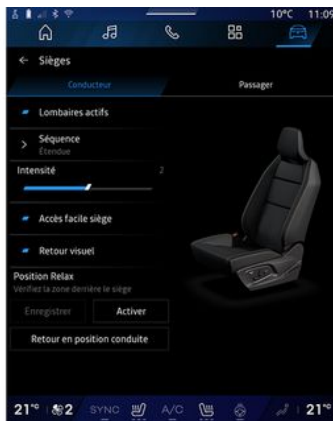 10°C 11:09
← Sièges
Conducteur Passager
Lombaires actifs
Séquence
Étendue
Intensité 2
Accès facile siège
Retour visuel
Position Relax
Vérifiez la zone derrière le siège
Enregistrer Activer
Retour en position conduite
21° 2 SYNC A/C 21°